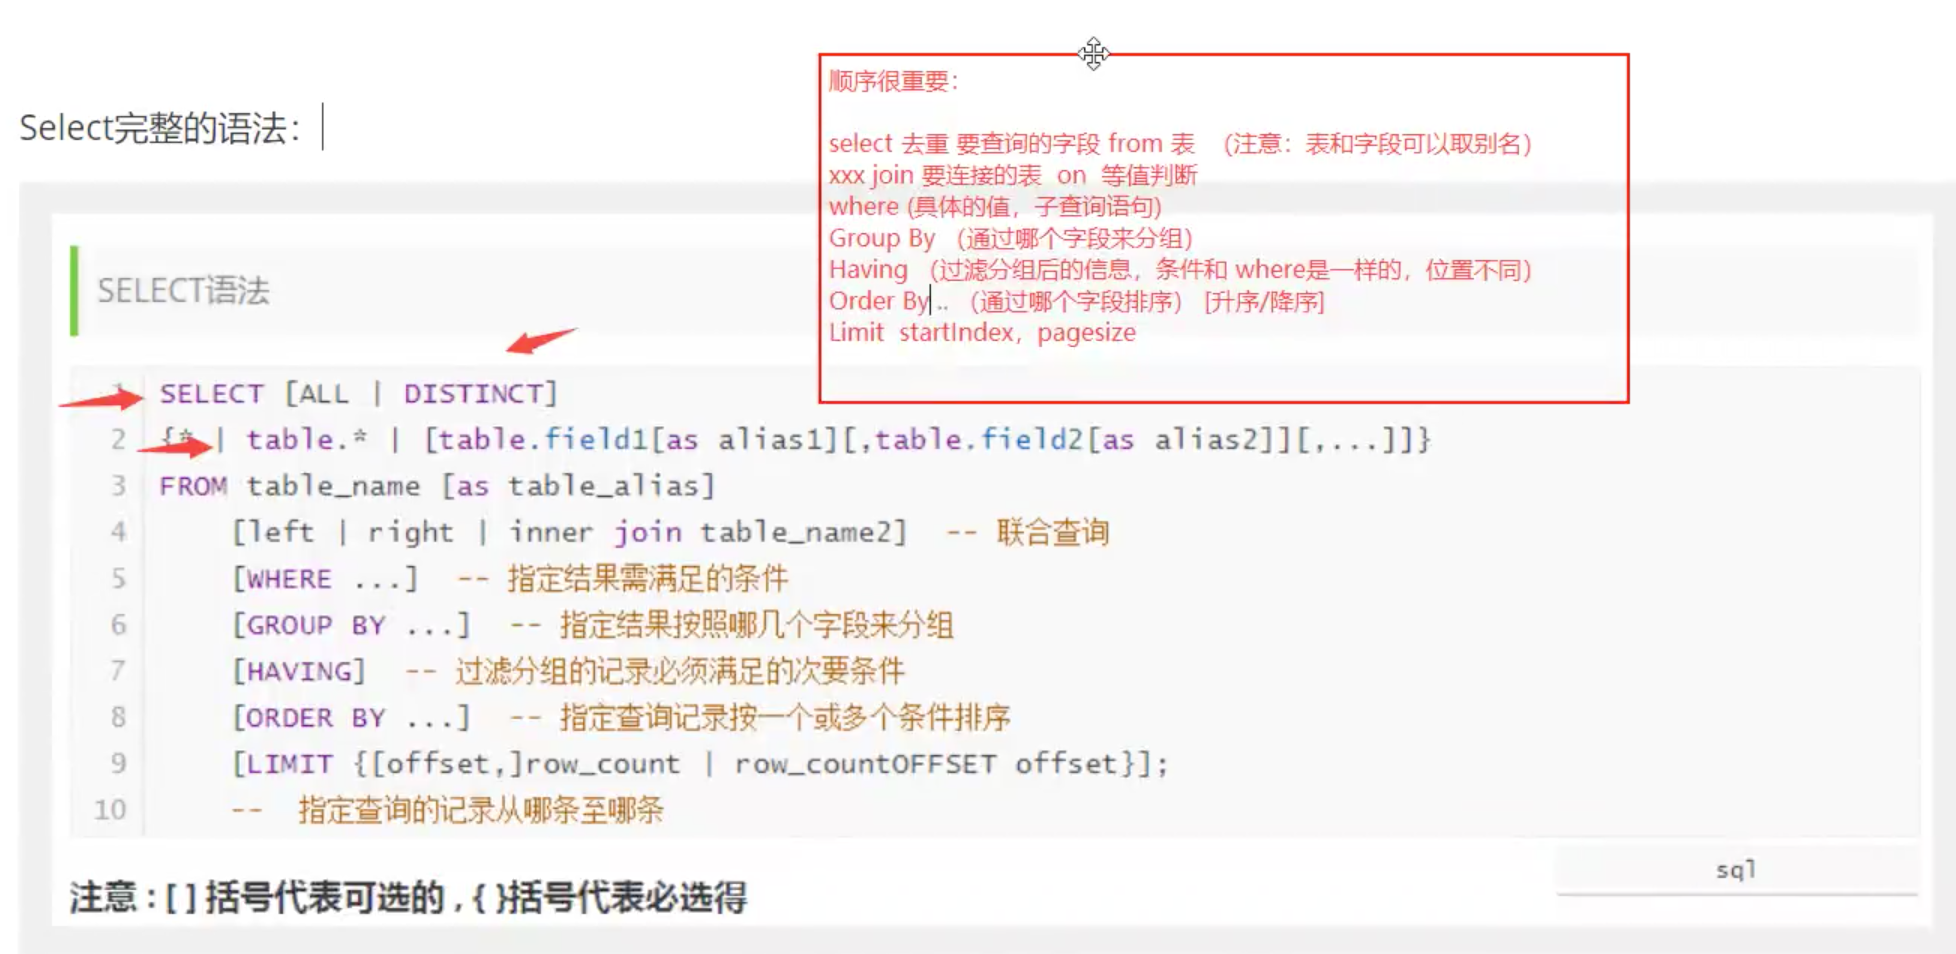 Select完整的语法：
顺序很重要：
select 去重 要查询的字段 from 表 （注意：表和字段可以取别名）
xxx join 要连接的表 on 等值判断
where (具体的值，子查询语句)
Group By （通过哪个字段来分组）
Having （过滤分组后的信息，条件和 where是一样的，位置不同）
Order By.. （通过哪个字段排序） [升序/降序]
Limit startIndex，pagesize
SELECT语法
1 SELECT [ALL | DISTINCT]
2 {* | table.* | [table.field1[as alias1][,table.field2[as alias2]][,...]]}
3 FROM table_name [as table_alias]
4 [left | right | inner join table_name2] -- 联合查询
5 [WHERE ...] -- 指定结果需满足的条件
6 [GROUP BY ...] -- 指定结果按照哪几个字段来分组
7 [HAVING] -- 过滤分组的记录必须满足的次要条件
8 [ORDER BY ...] -- 指定查询记录按一个或多个条件排序
9 [LIMIT {[offset,]row_count | row_countOFFSET offset}];
10 -- 指定查询的记录从哪条至哪条
sql
注意 : [ ] 括号代表可选的 , { }括号代表必选得